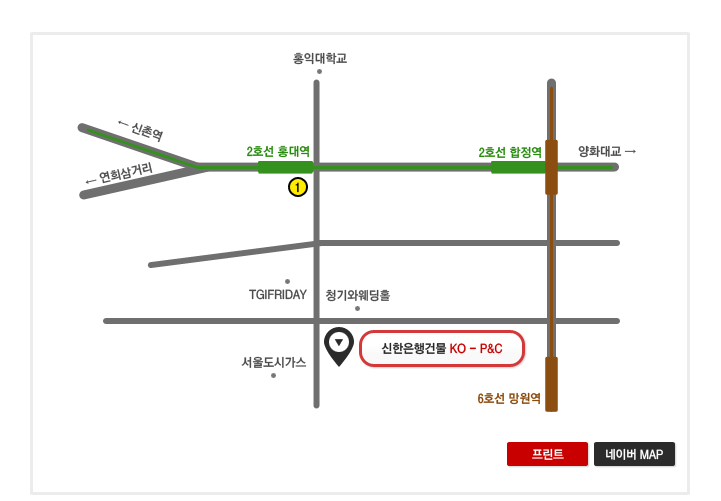 홍익대학교
← 신촌역
2호선 홍대역
2호선 합정역
양화대교 →
← 연희삼거리
1
TGIFRIDAY
청기와웨딩홀
신한은행건물 KO - P&C
서울도시가스
6호선 망원역
프린트
네이버 MAP